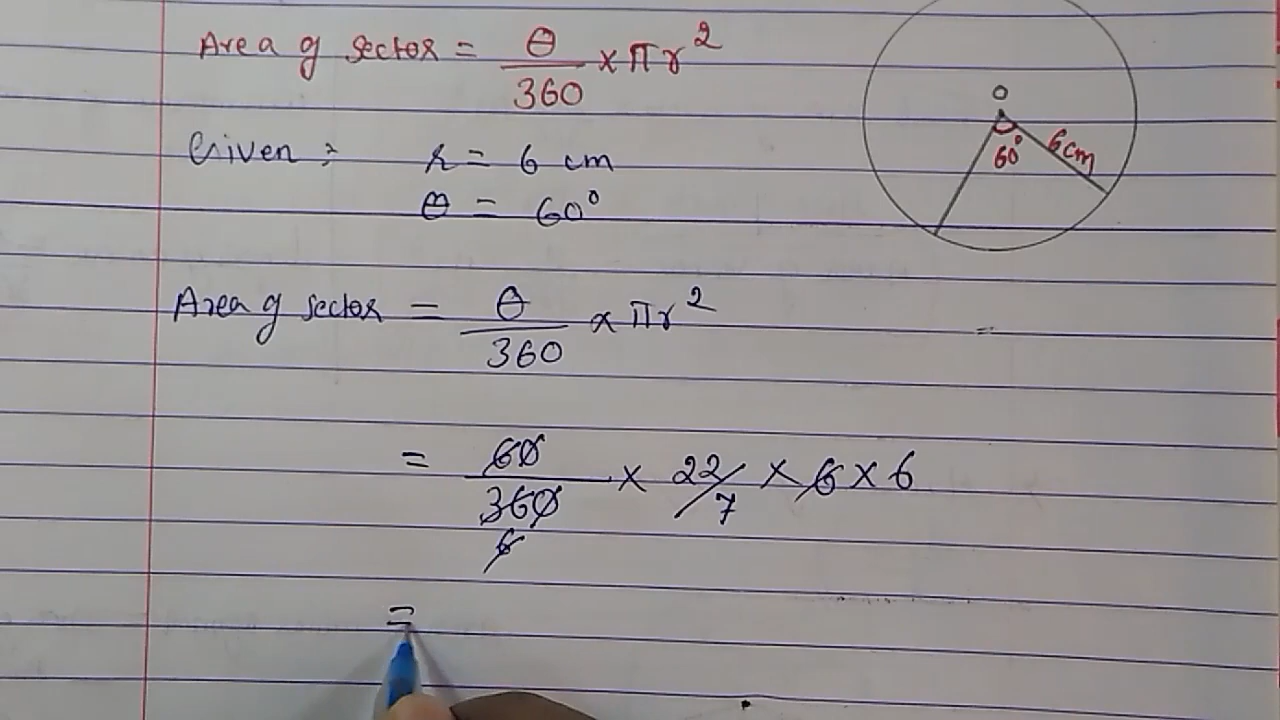 Area of sector = θ/360 × πr²
O
60° 6cm
Given : r = 6 cm
θ = 60°
Area of sector = θ/360 × πr²
=
= 60/360 × 22/7 × 6 × 6
6
=